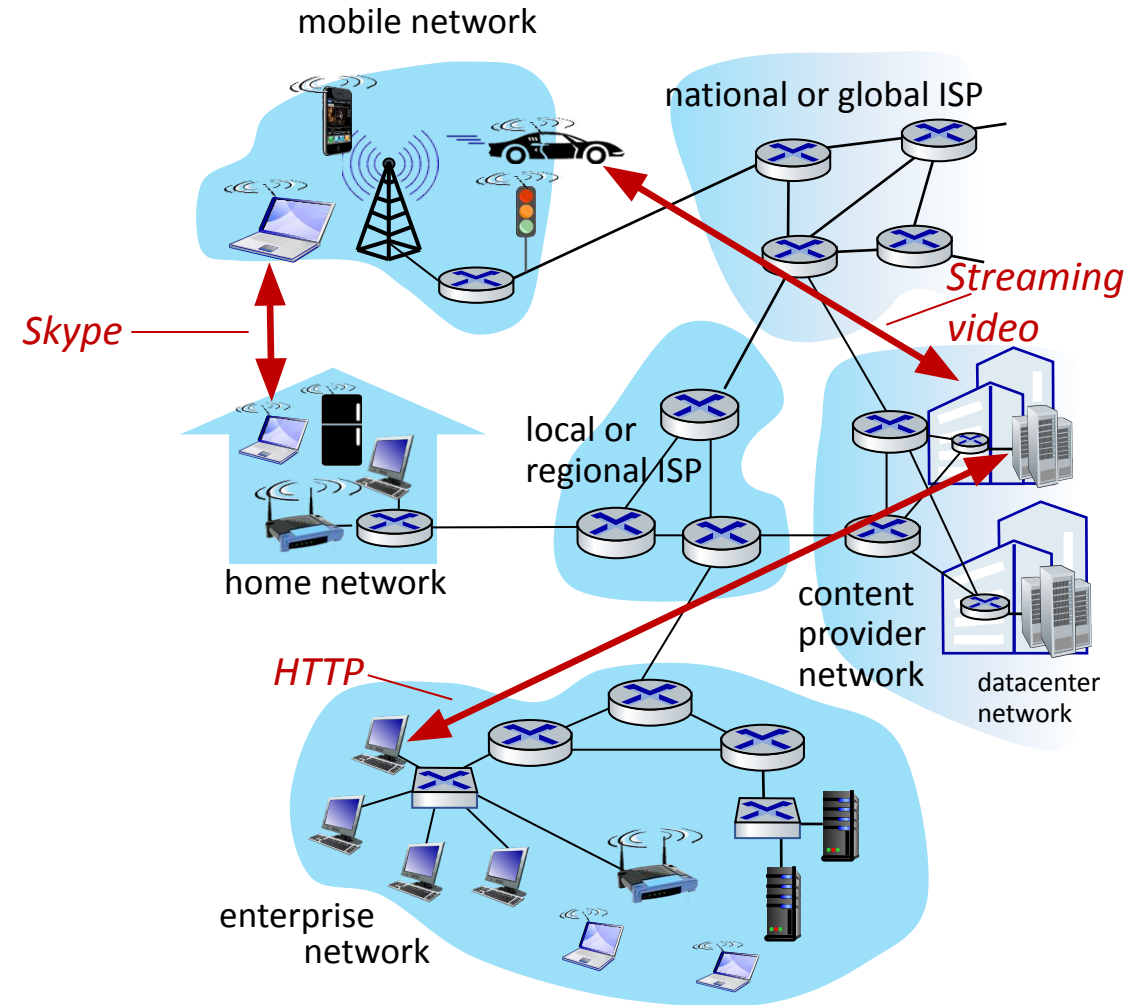 mobile network
national or global ISP
Streaming
video
Skype
local or
regional ISP
home network
content
provider
network
HTTP
datacenter
network
enterprise
network